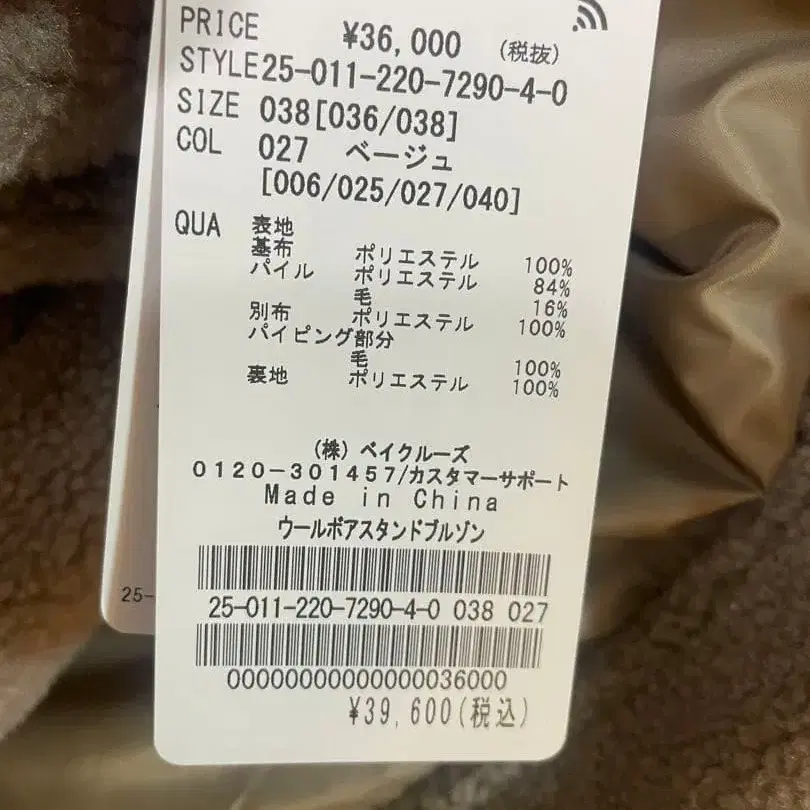 PRICE ¥36,000 (税抜)
STYLE 25-011-220-7290-4-0
SIZE 038[036/038]
COL 027 ベージュ
[006/025/027/040]
QUA 表地
基布 ポリエステル 100%
パイル ポリエステル 84%
毛 16%
別布 ポリエステル 100%
パイピング部分
毛 100%
裏地 ポリエステル 100%
(株)ベイクルーズ
0120-301457/カスタマーサポート
Made in China
ウールボアスタンドブルゾン
25-011-220-7290-4-0 038 027
00000000000000036000
¥39,600(税込)
25-